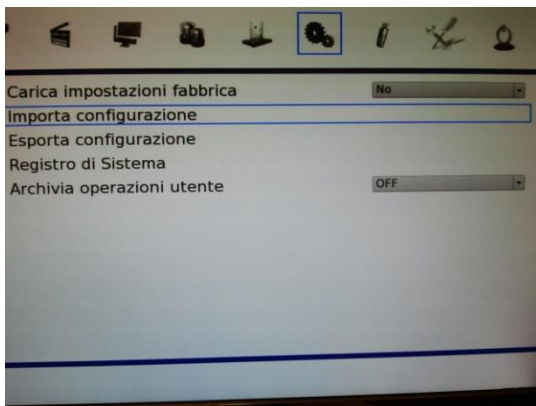 Carica impostazioni fabbrica No
Importa configurazione
Esporta configurazione
Registro di Sistema
Archivia operazioni utente OFF